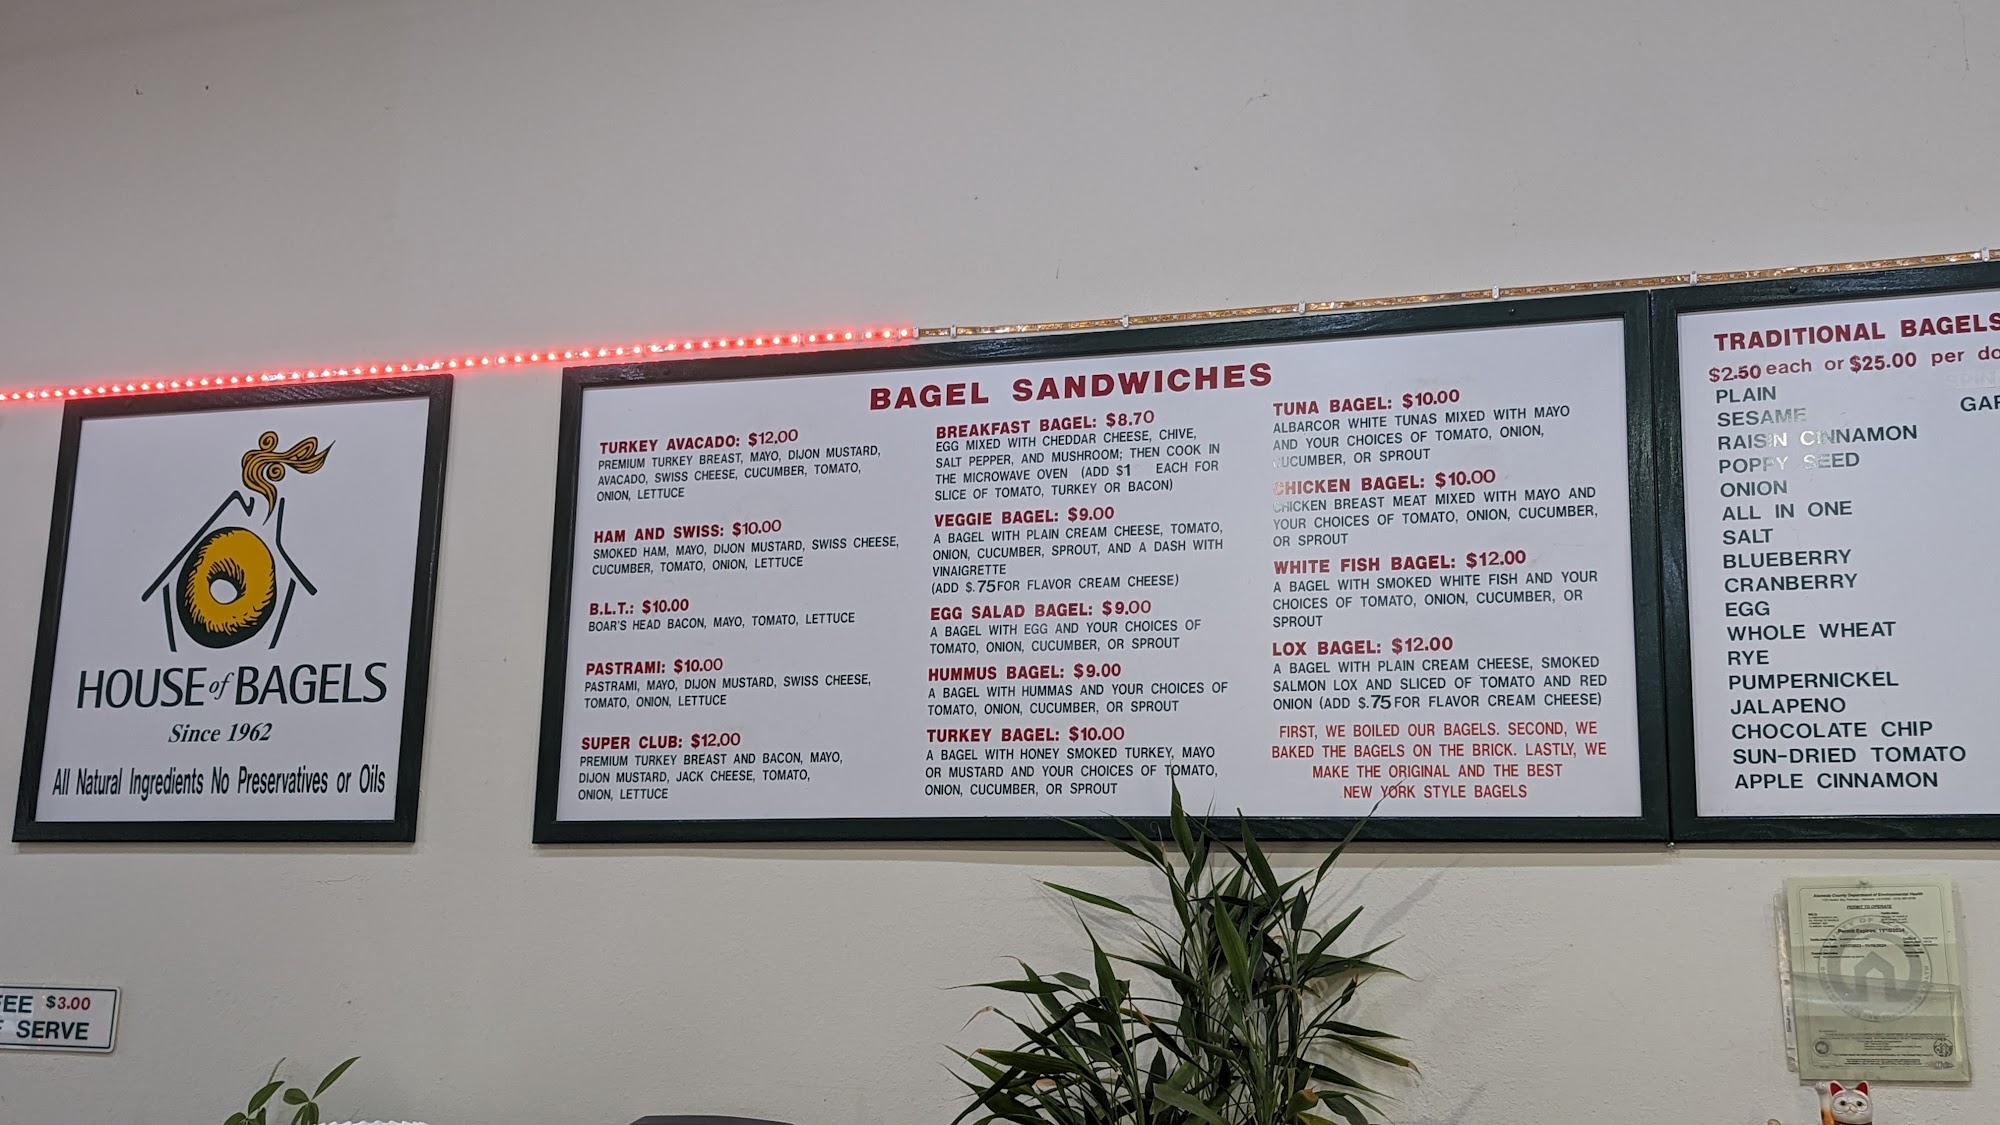 HOUSE of BAGELS
Since 1962
All Natural Ingredients No Preservatives or Oils
FEE $3.00
SERVE
BAGEL SANDWICHES
TURKEY AVACADO: $12.00
PREMIUM TURKEY BREAST, MAYO, DIJON MUSTARD,
AVACADO, SWISS CHEESE, CUCUMBER, TOMATO,
ONION, LETTUCE
HAM AND SWISS: $10.00
SMOKED HAM, MAYO, DIJON MUSTARD, SWISS CHEESE,
CUCUMBER, TOMATO, ONION, LETTUCE
B.L.T.: $10.00
BOAR'S HEAD BACON, MAYO, TOMATO, LETTUCE
PASTRAMI: $10.00
PASTRAMI, MAYO, DIJON MUSTARD, SWISS CHEESE,
TOMATO, ONION, LETTUCE
SUPER CLUB: $12.00
PREMIUM TURKEY BREAST AND BACON, MAYO,
DIJON MUSTARD, JACK CHEESE, TOMATO,
ONION, LETTUCE
BREAKFAST BAGEL: $8.70
EGG MIXED WITH CHEDDAR CHEESE, CHIVE,
SALT PEPPER, AND MUSHROOM; THEN COOK IN
THE MICROWAVE OVEN (ADD $1 EACH FOR
SLICE OF TOMATO, TURKEY OR BACON)
VEGGIE BAGEL: $9.00
A BAGEL WITH PLAIN CREAM CHEESE, TOMATO,
ONION, CUCUMBER, SPROUT, AND A DASH WITH
VINAIGRETTE
(ADD $.75 FOR FLAVOR CREAM CHEESE)
EGG SALAD BAGEL: $9.00
A BAGEL WITH EGG AND YOUR CHOICES OF
TOMATO, ONION, CUCUMBER, OR SPROUT
HUMMUS BAGEL: $9.00
A BAGEL WITH HUMMAS AND YOUR CHOICES OF
TOMATO, ONION, CUCUMBER, OR SPROUT
TURKEY BAGEL: $10.00
A BAGEL WITH HONEY SMOKED TURKEY, MAYO
OR MUSTARD AND YOUR CHOICES OF TOMATO,
ONION, CUCUMBER, OR SPROUT
TUNA BAGEL: $10.00
ALBARCOR WHITE TUNAS MIXED WITH MAYO
AND YOUR CHOICES OF TOMATO, ONION,
CUCUMBER, OR SPROUT
CHICKEN BAGEL: $10.00
CHICKEN BREAST MEAT MIXED WITH MAYO AND
YOUR CHOICES OF TOMATO, ONION, CUCUMBER,
OR SPROUT
WHITE FISH BAGEL: $12.00
A BAGEL WITH SMOKED WHITE FISH AND YOUR
CHOICES OF TOMATO, ONION, CUCUMBER, OR
SPROUT
LOX BAGEL: $12.00
A BAGEL WITH PLAIN CREAM CHEESE, SMOKED
SALMON LOX AND SLICED OF TOMATO AND RED
ONION (ADD $.75 FOR FLAVOR CREAM CHEESE)
FIRST, WE BOILED OUR BAGELS. SECOND, WE
BAKED THE BAGELS ON THE BRICK. LASTLY, WE
MAKE THE ORIGINAL AND THE BEST
NEW YORK STYLE BAGELS
TRADITIONAL BAGELS
$2.50 each or $25.00 per do
PLAIN
SESAME
RAISIN CINNAMON
POPPY SEED
ONION
ALL IN ONE
SALT
BLUEBERRY
CRANBERRY
EGG
WHOLE WHEAT
RYE
PUMPERNICKEL
JALAPENO
CHOCOLATE CHIP
SUN-DRIED TOMATO
APPLE CINNAMON
GAR
Alameda County Department of Environmental Health
PERMIT TO OPERATE